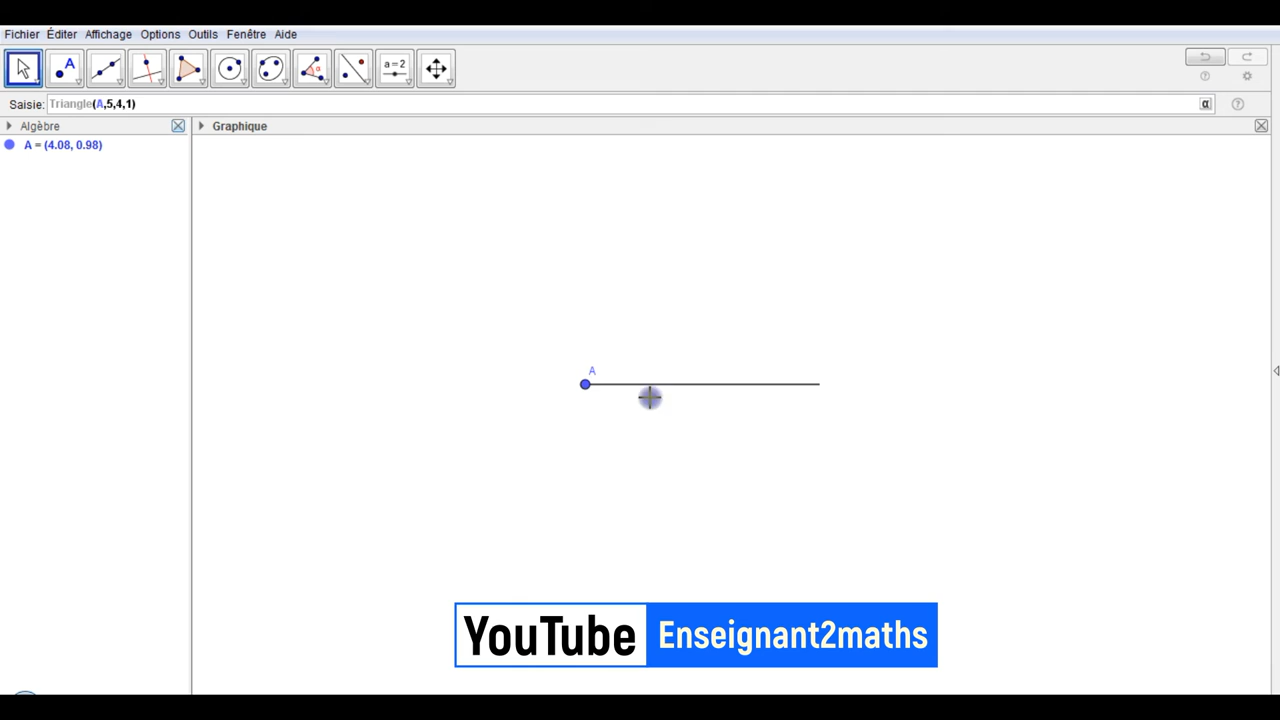 Fichier Éditer Affichage Options Outils Fenêtre Aide
A a=2 α
Saisie: Triangle(A,5,4,1) α
Algèbre Graphique
A = (4.08, 0.98)
A
YouTube Enseignant2maths